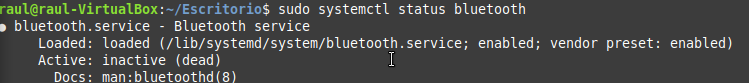 raul@raul-VirtualBox:~/Escritorio$ sudo systemctl status bluetooth
● bluetooth.service - Bluetooth service
Loaded: loaded (/lib/systemd/system/bluetooth.service; enabled; vendor preset: enabled)
Active: inactive (dead)
Docs: man:bluetoothd(8)